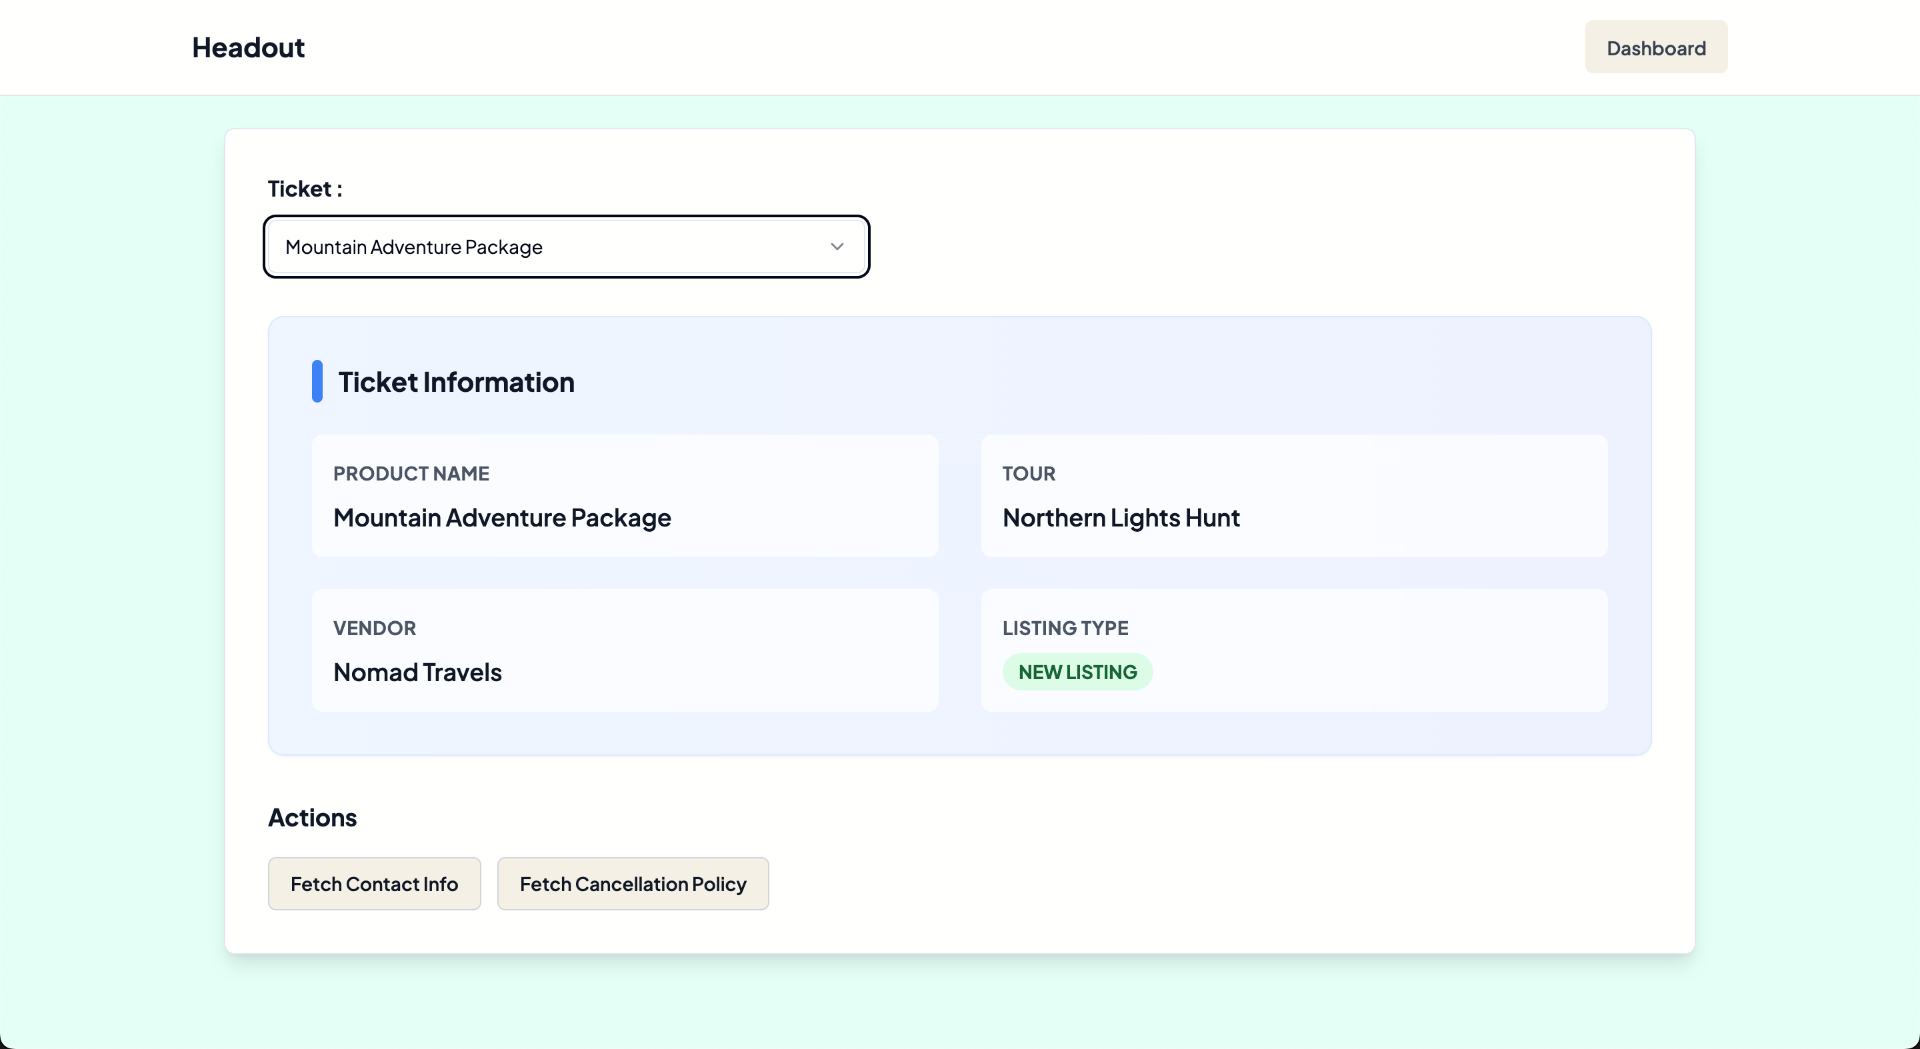 Headout
Dashboard
Ticket :
Mountain Adventure Package
Ticket Information
PRODUCT NAME
Mountain Adventure Package
TOUR
Northern Lights Hunt
VENDOR
Nomad Travels
LISTING TYPE
NEW LISTING
Actions
Fetch Contact Info
Fetch Cancellation Policy